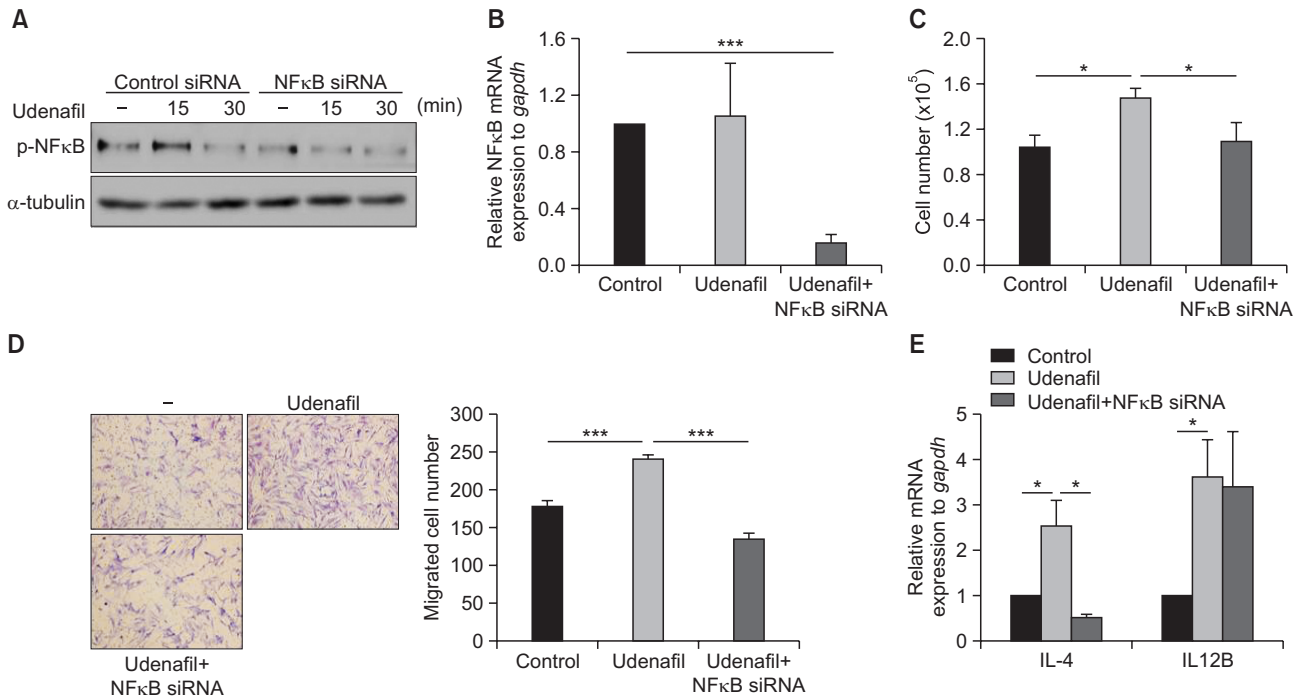 A
Control siRNA NFκB siRNA
Udenafil – 15 30 – 15 30 (min)
p-NFκB
α-tubulin
B
Relative NFκB mRNA
expression to gapdh
1.6
1.2
0.8
0.4
0.0
***
Control Udenafil Udenafil+
NFκB siRNA
C
Cell number (x10⁵)
2.0
1.6
1.2
0.8
0.4
0.0
* *
Control Udenafil Udenafil+
NFκB siRNA
D
– Udenafil
Udenafil+
NFκB siRNA
Migrated cell number
300
250
200
150
100
50
0
*** ***
Control Udenafil Udenafil+
NFκB siRNA
E
Control
Udenafil
Udenafil+NFκB siRNA
Relative mRNA
expression to gapdh
5
4
3
2
1
0
* * *
IL-4 IL12B